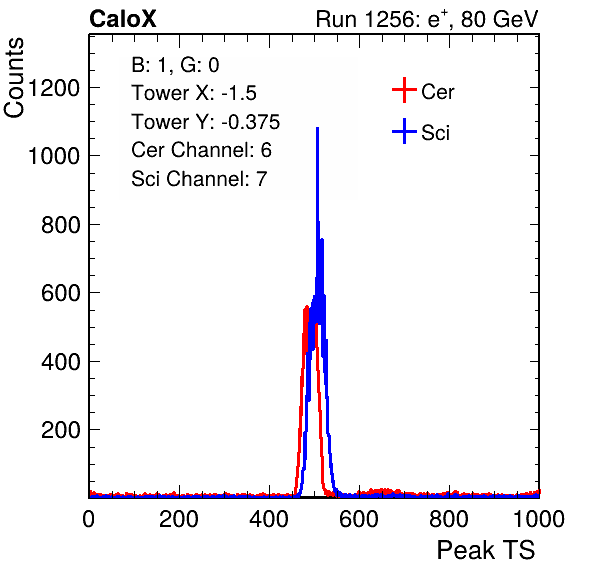 CaloX Run 1256: e⁺, 80 GeV
Counts
B: 1, G: 0
Tower X: -1.5
Tower Y: -0.375
Cer Channel: 6
Sci Channel: 7
Cer
Sci
1200
1000
800
600
400
200
0 200 400 600 800 1000
Peak TS